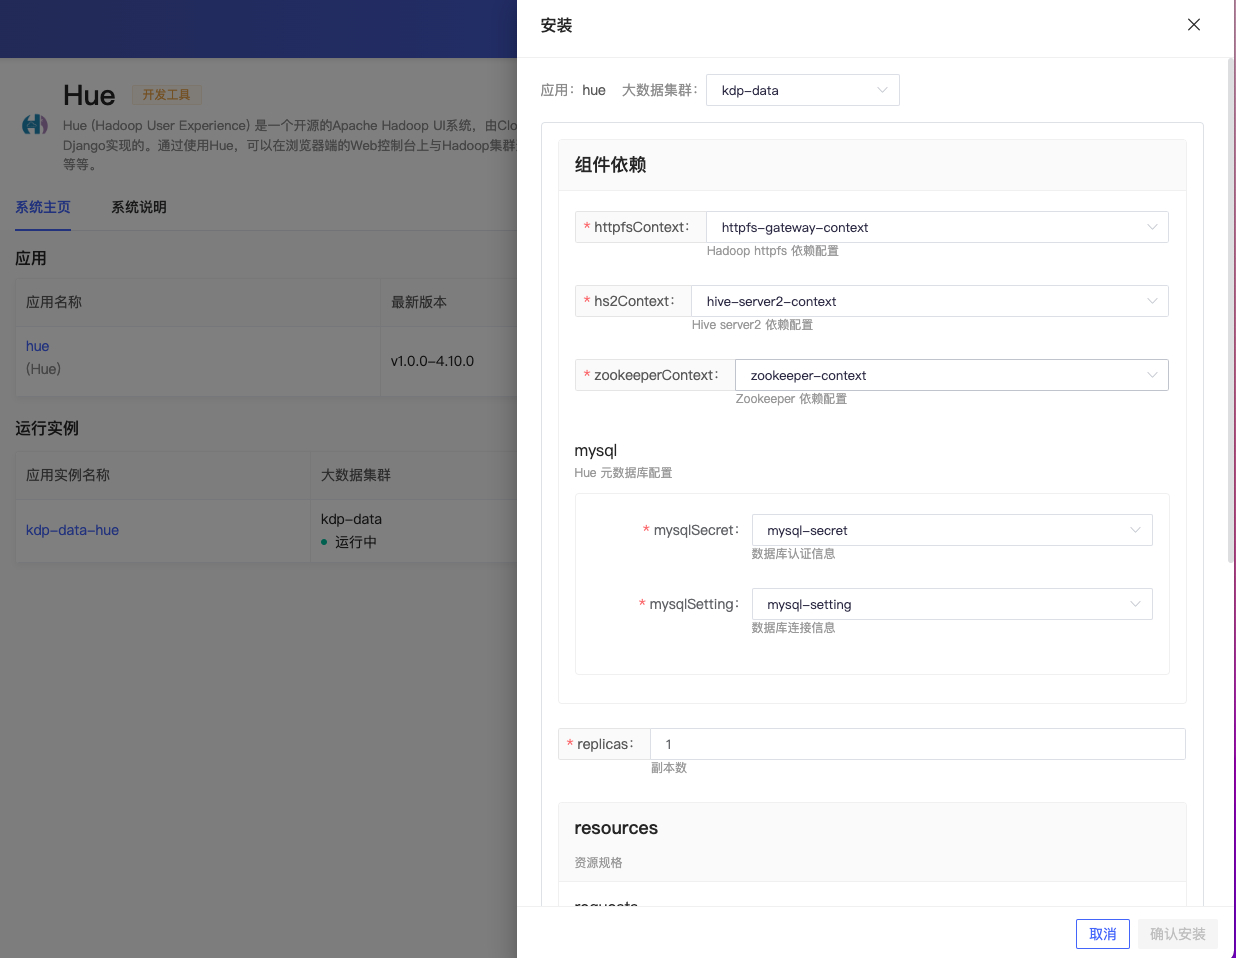 安装
Hue 开发工具
Hue (Hadoop User Experience) 是一个开源的Apache Hadoop UI系统，由Clo
Django实现的。通过使用Hue，可以在浏览器端的Web控制台上与Hadoop集群
等等。
系统主页 系统说明
应用
应用名称 最新版本
hue
(Hue)
v1.0.0-4.10.0
运行实例
应用实例名称 大数据集群
kdp-data-hue
kdp-data
运行中
应用： hue 大数据集群： kdp-data
组件依赖
* httpfsContext： httpfs-gateway-context
Hadoop httpfs 依赖配置
* hs2Context： hive-server2-context
Hive server2 依赖配置
* zookeeperContext： zookeeper-context
Zookeeper 依赖配置
mysql
Hue 元数据库配置
* mysqlSecret： mysql-secret
数据库认证信息
* mysqlSetting： mysql-setting
数据库连接信息
* replicas： 1
副本数
resources
资源规格
requests
取消 确认安装